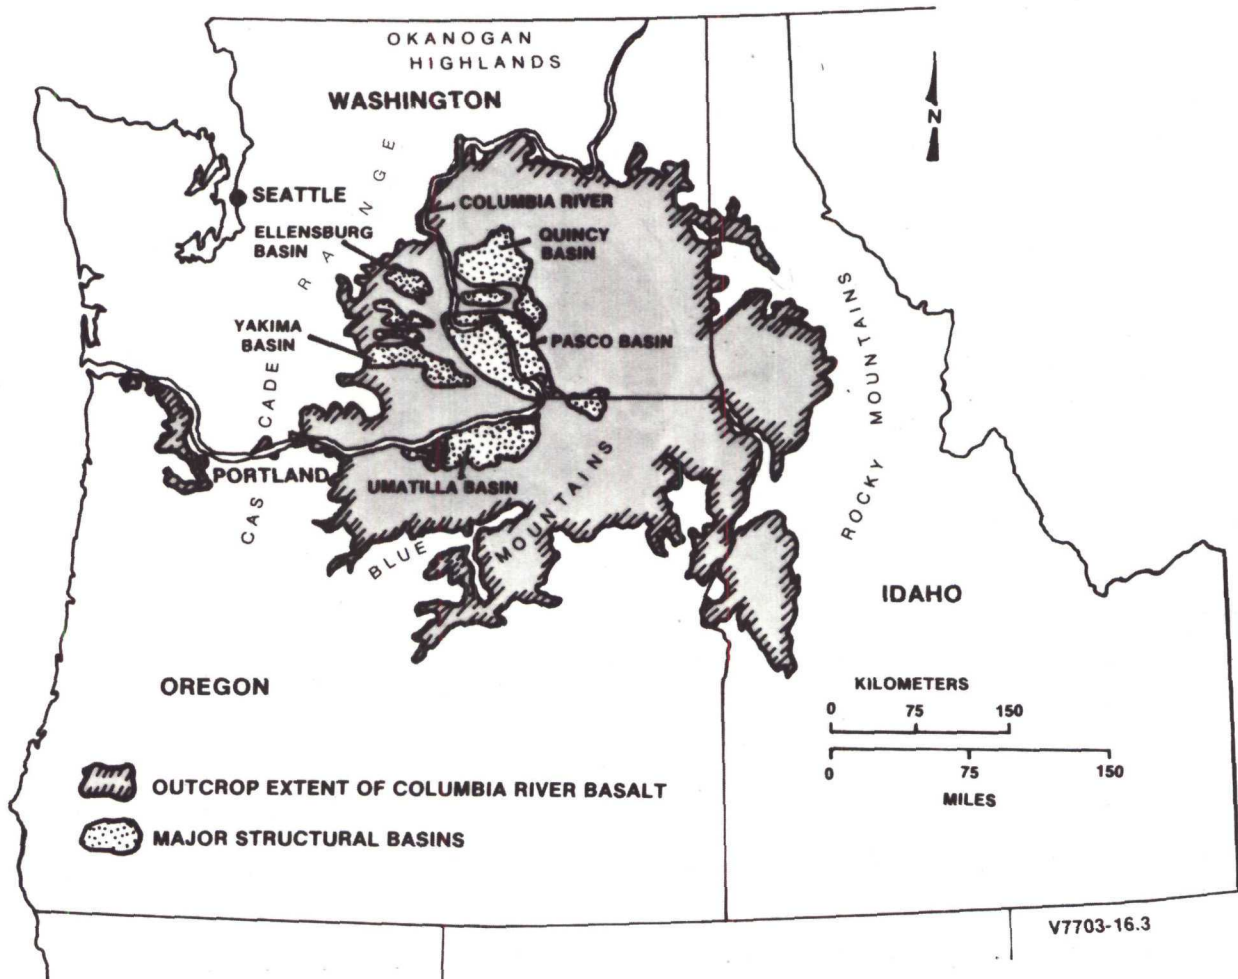 OKANOGAN
HIGHLANDS
WASHINGTON
CASCADE RANGE
SEATTLE
COLUMBIA RIVER
ELLENSBURG
BASIN
QUINCY
BASIN
YAKIMA
BASIN
PASCO BASIN
PORTLAND
UMATILLA BASIN
BLUE MOUNTAINS
ROCKY MOUNTAINS
N
IDAHO
OREGON
KILOMETERS
0 75 150
0 75 150
MILES
OUTCROP EXTENT OF COLUMBIA RIVER BASALT
MAJOR STRUCTURAL BASINS
V7703-16.3